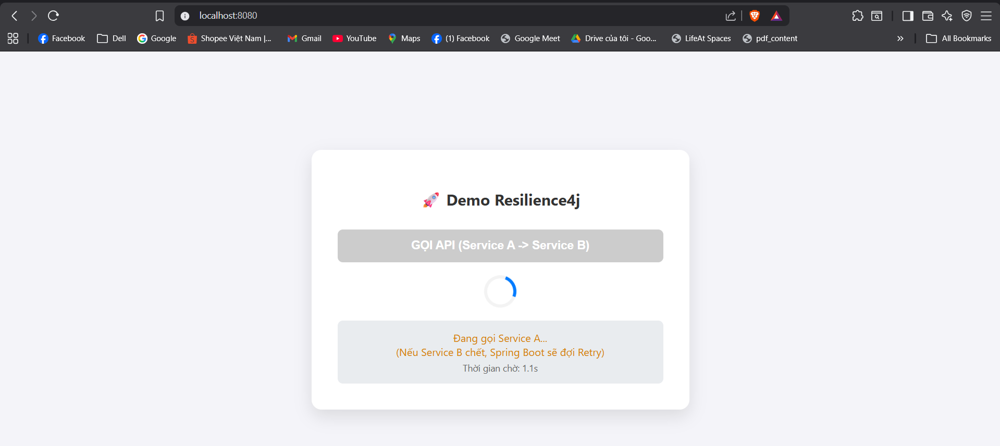 localhost:8080
Facebook
Dell
Google
Shopee Việt Nam |...
Gmail
YouTube
Maps
(1) Facebook
Google Meet
Drive của tôi - Goo...
LifeAt Spaces
pdf_content
»
All Bookmarks
🚀 Demo Resilience4j
GỌI API (Service A -> Service B)
Đang gọi Service A...
(Nếu Service B chết, Spring Boot sẽ đợi Retry)
Thời gian chờ: 1.1s